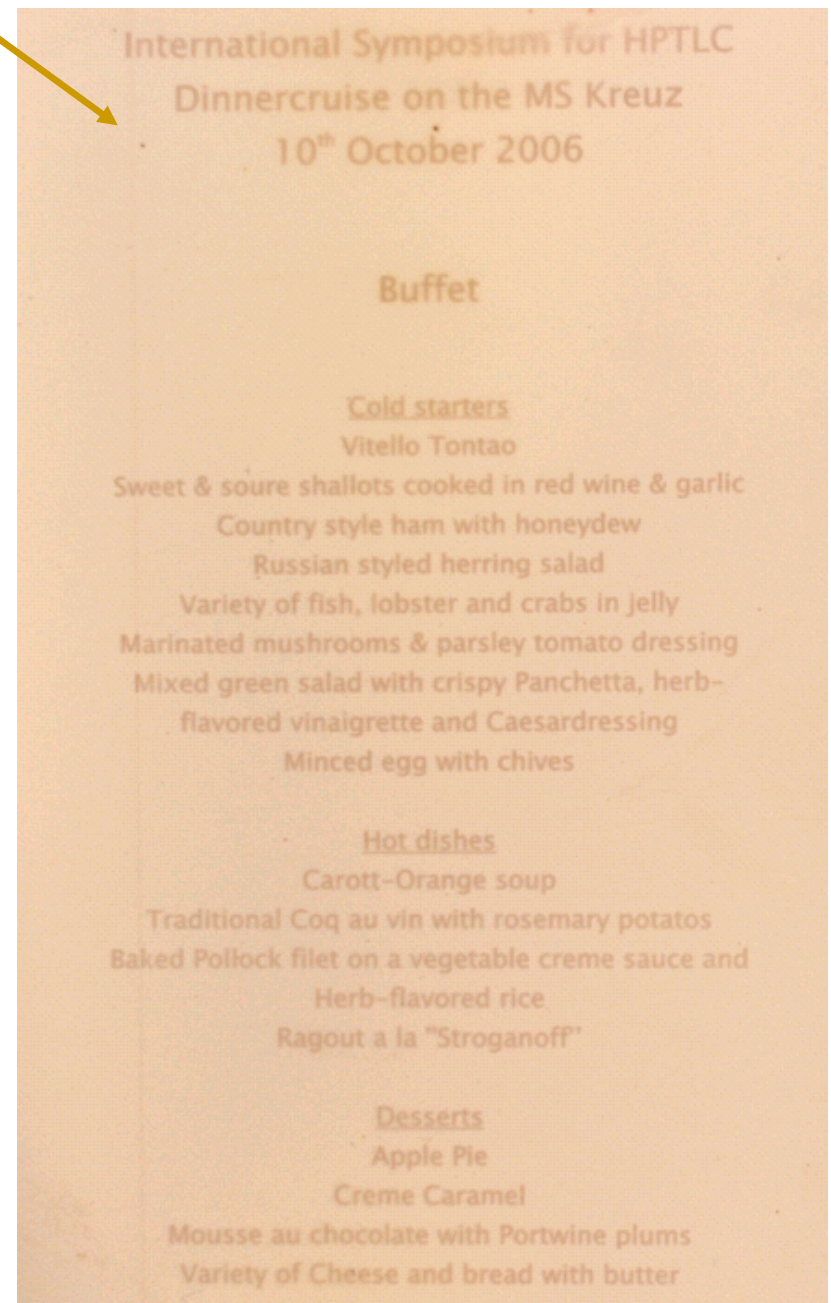 International Symposium for HPTLC
Dinnercruise on the MS Kreuz
10th October 2006
Buffet
Cold starters
Vitello Tontao
Sweet & soure shallots cooked in red wine & garlic
Country style ham with honeydew
Russian styled herring salad
Variety of fish, lobster and crabs in jelly
Marinated mushrooms & parsley tomato dressing
Mixed green salad with crispy Panchetta, herb-
flavored vinaigrette and Caesardressing
Minced egg with chives
Hot dishes
Carott-Orange soup
Traditional Coq au vin with rosemary potatos
Baked Pollock filet on a vegetable creme sauce and
Herb-flavored rice
Ragout a la "Stroganoff"
Desserts
Apple Pie
Creme Caramel
Mousse au chocolate with Portwine plums
Variety of Cheese and bread with butter